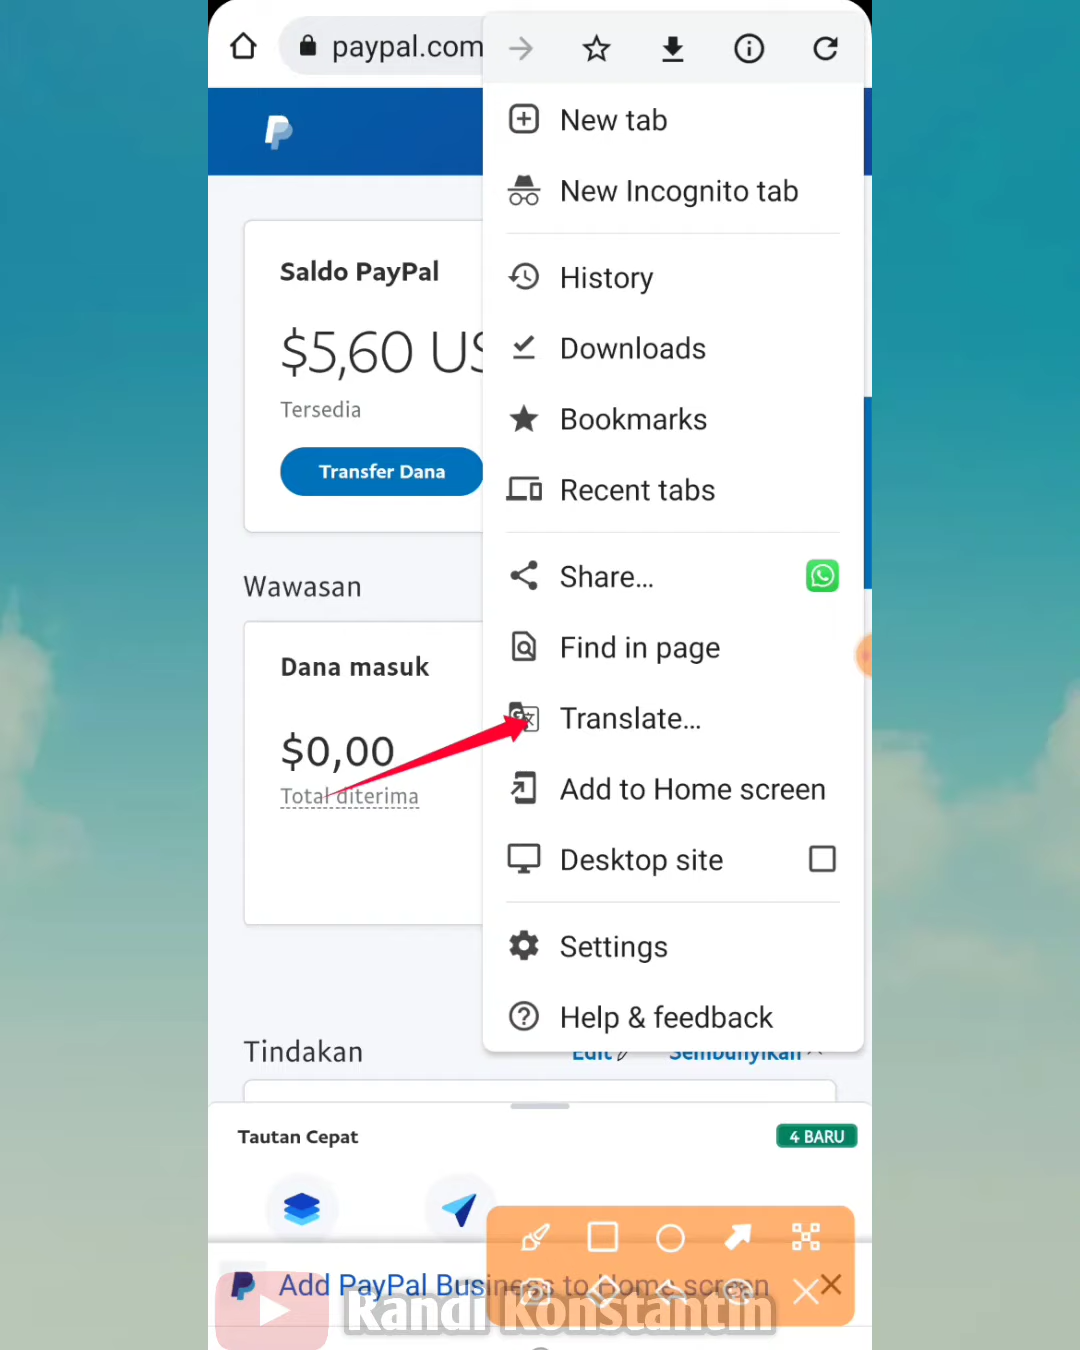 paypal.com
New tab
New Incognito tab
Saldo PayPal
History
$5,60 US
Downloads
Tersedia
Bookmarks
Transfer Dana
Recent tabs
Wawasan
Share...
Dana masuk
Find in page
Translate...
$0,00
Total diterima
Add to Home screen
Desktop site
Settings
Help & feedback
Tindakan
Edit
Sembunyikan
Tautan Cepat
4 BARU
Add PayPal Business to Home screen
Randi Konstantin